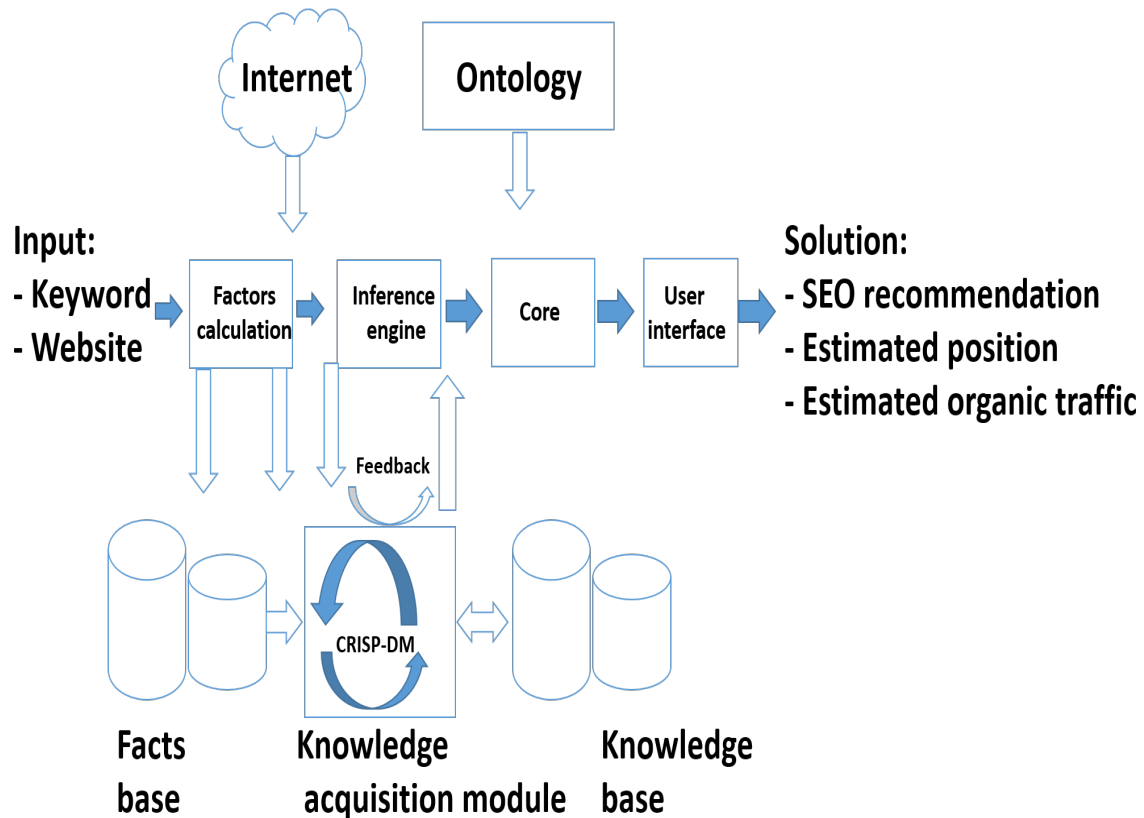 Internet
Ontology
Input:
- Keyword
- Website
Factors
calculation
Inference
engine
Core
User
interface
Solution:
- SEO recommendation
- Estimated position
- Estimated organic traffic
Feedback
CRISP-DM
Facts
base
Knowledge
acquisition module
Knowledge
base